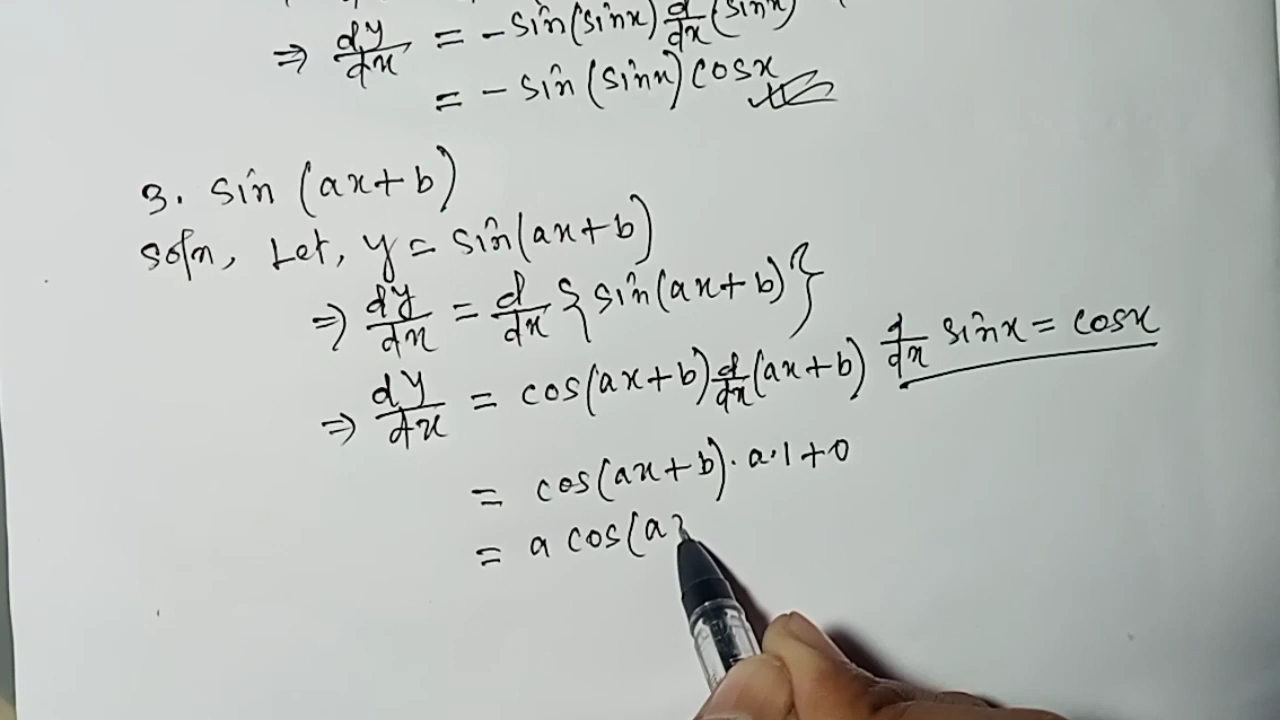 ⇒ dy/dx = - sin(sinx) d/dx (sinx)
= - sin (sinx) cosx
3. sin (ax+b)
Soln, Let, y = sin(ax+b)
⇒ dy/dx = d/dx {sin(ax+b)}
⇒ dy/dx = cos(ax+b) d/dx (ax+b) d/dx sinx = cosx
= cos(ax+b). a.1+0
= a cos(a